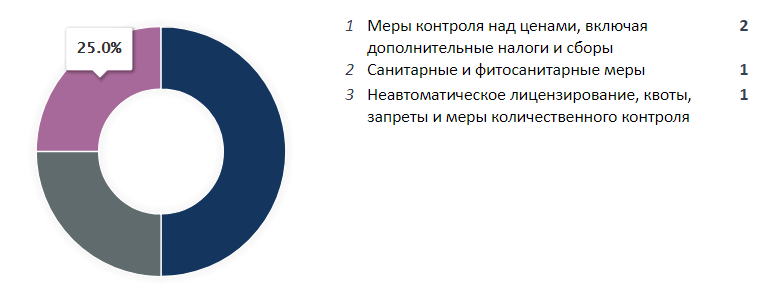 25.0%
1 Меры контроля над ценами, включая 2
дополнительные налоги и сборы
2 Санитарные и фитосанитарные меры 1
3 Неавтоматическое лицензирование, квоты, 1
запреты и меры количественного контроля